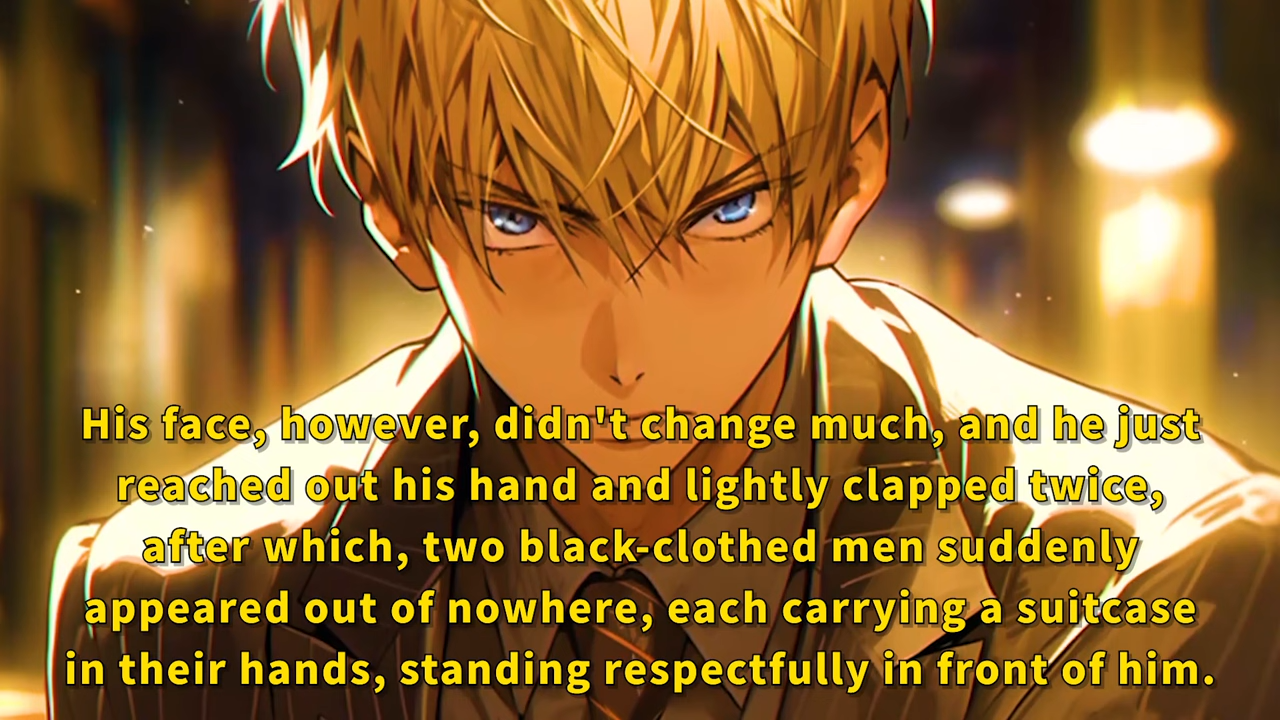 His face, however, didn't change much, and he just
reached out his hand and lightly clapped twice,
after which, two black-clothed men suddenly
appeared out of nowhere, each carrying a suitcase
in their hands, standing respectfully in front of him.